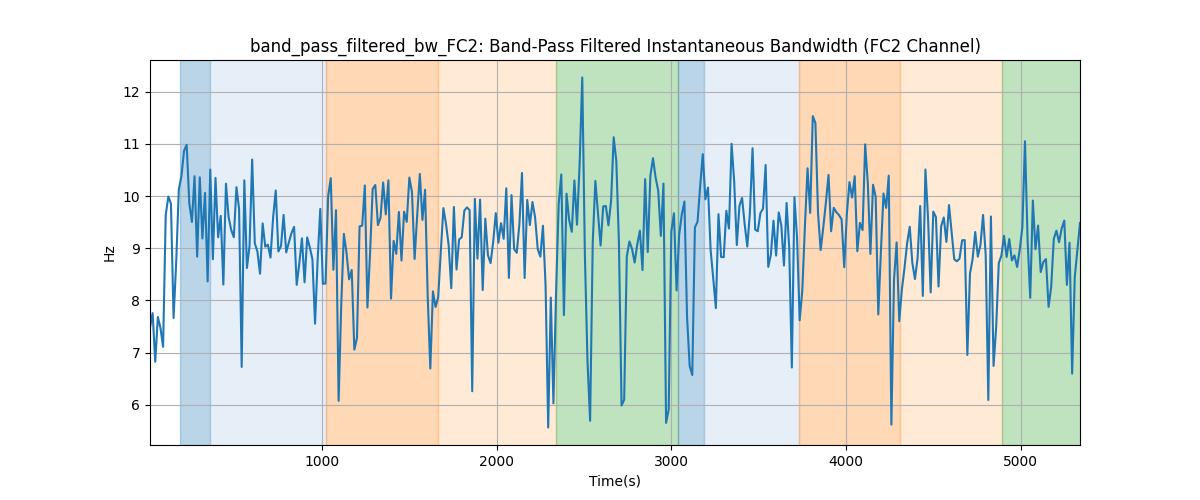 band_pass_filtered_bw_FC2: Band-Pass Filtered Instantaneous Bandwidth (FC2 Channel)
12
11
10
9
8
7
6
Hz
1000 2000 3000 4000 5000
Time(s)